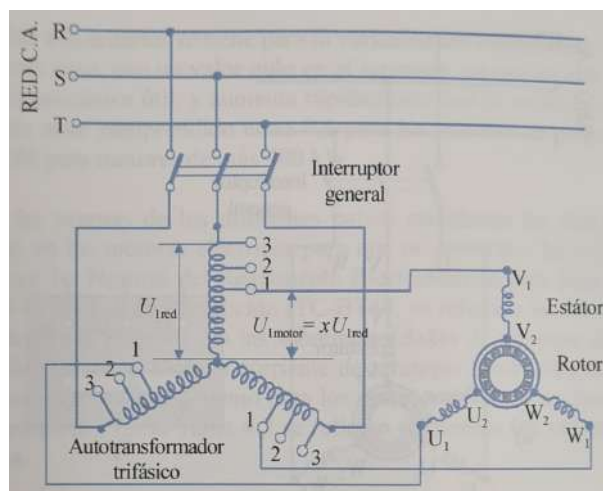 RED C.A.
R
S
T
Interruptor
general
3
2
1
U1red
U1motor = x U1red
V1
Estátor
V2
Rotor
U2
W2
U1
W1
1
2
3
1
2
3
Autotransformador
trifásico